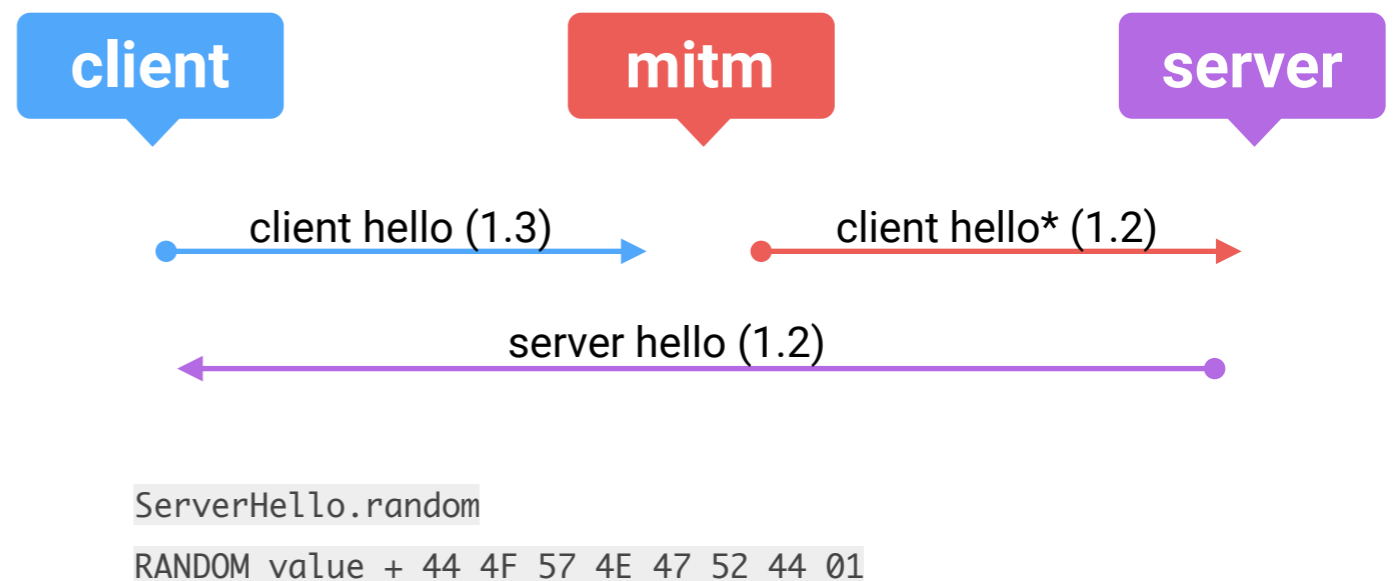 client mitm server
client hello (1.3) client hello* (1.2)
server hello (1.2)
ServerHello.random
RANDOM value + 44 4F 57 4E 47 52 44 01